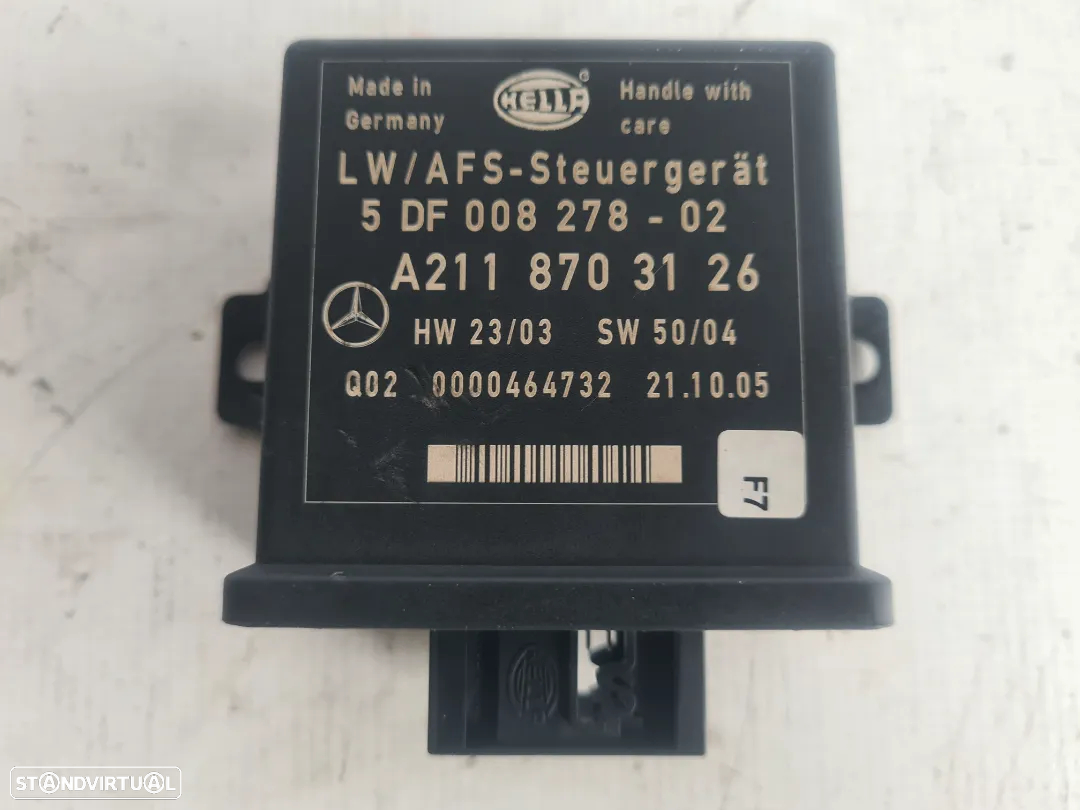 Made in
Germany
HELLA
Handle with
care
LW/AFS-Steuergerät
5 DF 008 278 - 02
A211 870 31 26
HW 23/03 SW 50/04
Q02 0000464732 21.10.05
F7
STANDVIRTUAL